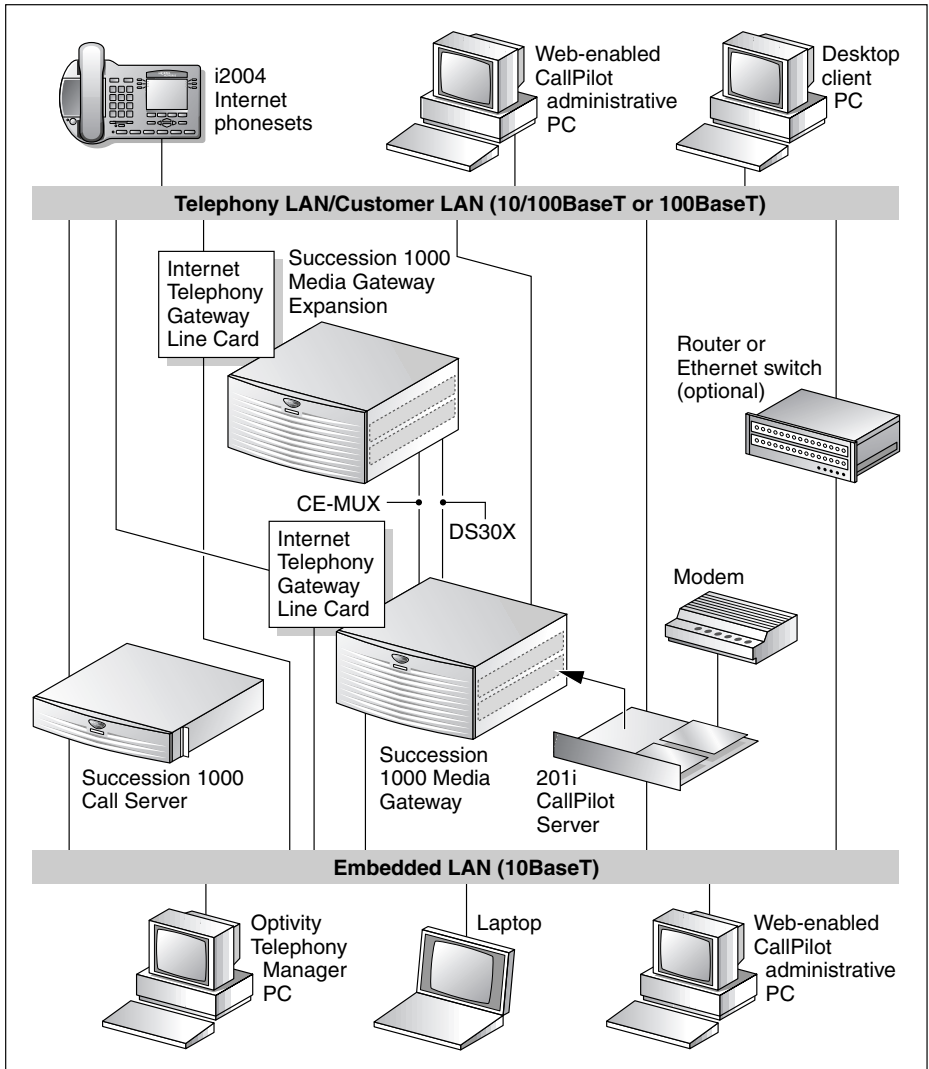 i2004
Internet
phonesets
Web-enabled
CallPilot
administrative
PC
Desktop
client
PC
Telephony LAN/Customer LAN (10/100BaseT or 100BaseT)
Internet
Telephony
Gateway
Line Card
Succession 1000
Media Gateway
Expansion
Router or
Ethernet switch
(optional)
CE-MUX
DS30X
Internet
Telephony
Gateway
Line Card
Modem
Succession 1000
Call Server
Succession
1000 Media
Gateway
201i
CallPilot
Server
Embedded LAN (10BaseT)
Optivity
Telephony
Manager
PC
Laptop
Web-enabled
CallPilot
administrative
PC